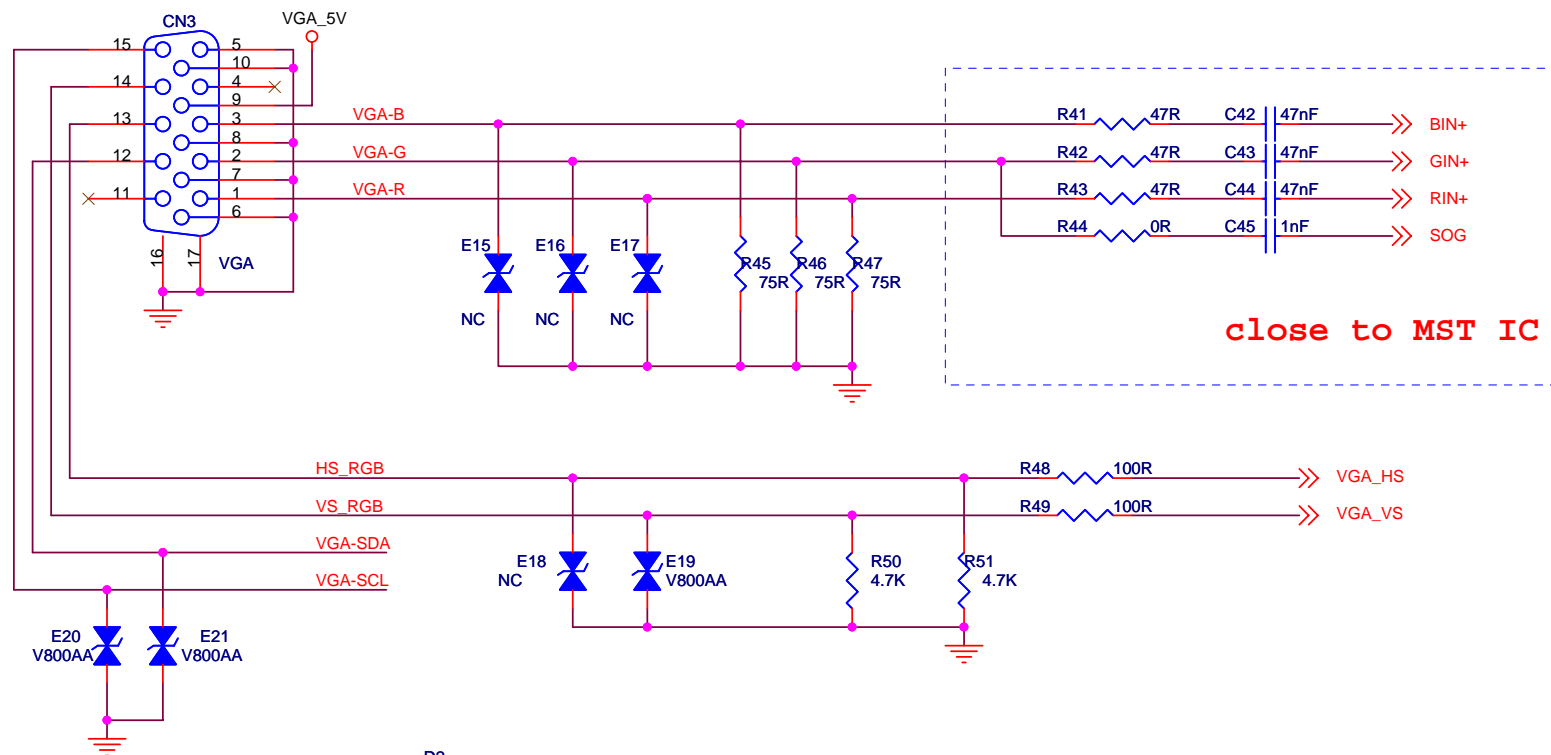 CN3
VGA_5V
15 5
10
14 4
9
13 3 VGA-B R41 47R C42 47nF BIN+
8
12 2 VGA-G R42 47R C43 47nF GIN+
7
11 1 VGA-R R43 47R C44 47nF RIN+
6 R44 0R C45 1nF SOG
16 17 VGA
E15 E16 E17 R45 R46 R47
75R 75R 75R
NC NC NC
close to MST IC
HS_RGB R48 100R VGA_HS
VS_RGB R49 100R VGA_VS
VGA-SDA
E18 E19 R50 R51
NC V800AA 4.7K 4.7K
VGA-SCL
E20 E21
V800AA V800AA